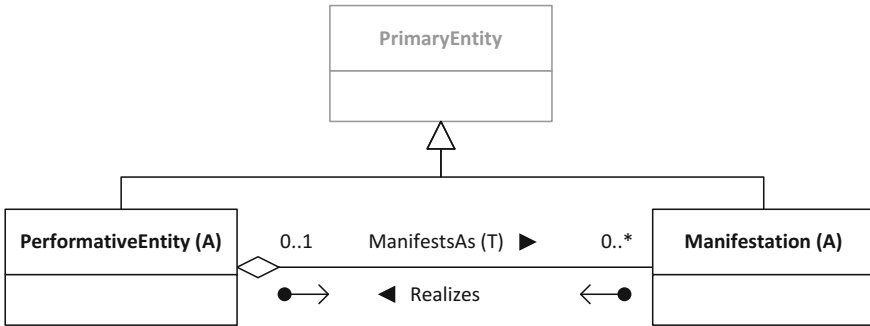 PrimaryEntity
PerformativeEntity (A)
0..1
ManifestsAs (T) ►
0..*
Manifestation (A)
◄ Realizes